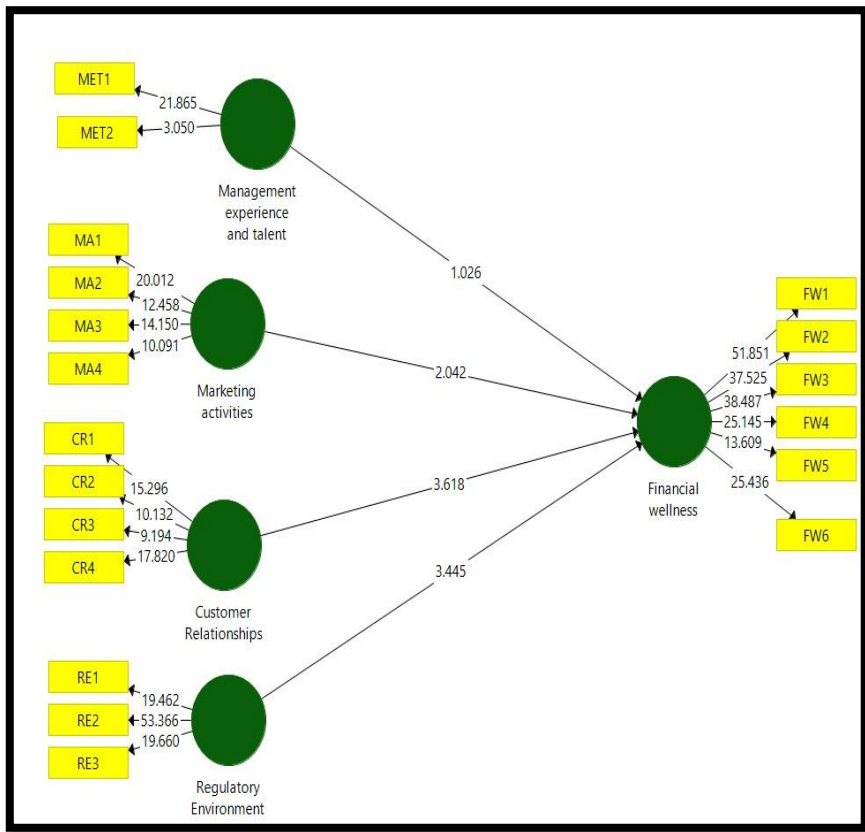 MET1
21.865
MET2
3.050
Management
experience
and talent
1.026
MA1
20.012
MA2
12.458
MA3
14.150
MA4
10.091
Marketing
activities
2.042
CR1
15.296
CR2
10.132
CR3
9.194
CR4
17.820
Customer
Relationships
3.618
RE1
19.462
RE2
53.366
RE3
19.660
Regulatory
Environment
3.445
Financial
wellness
FW1
51.851
FW2
37.525
FW3
38.487
FW4
25.145
FW5
13.609
25.436
FW6